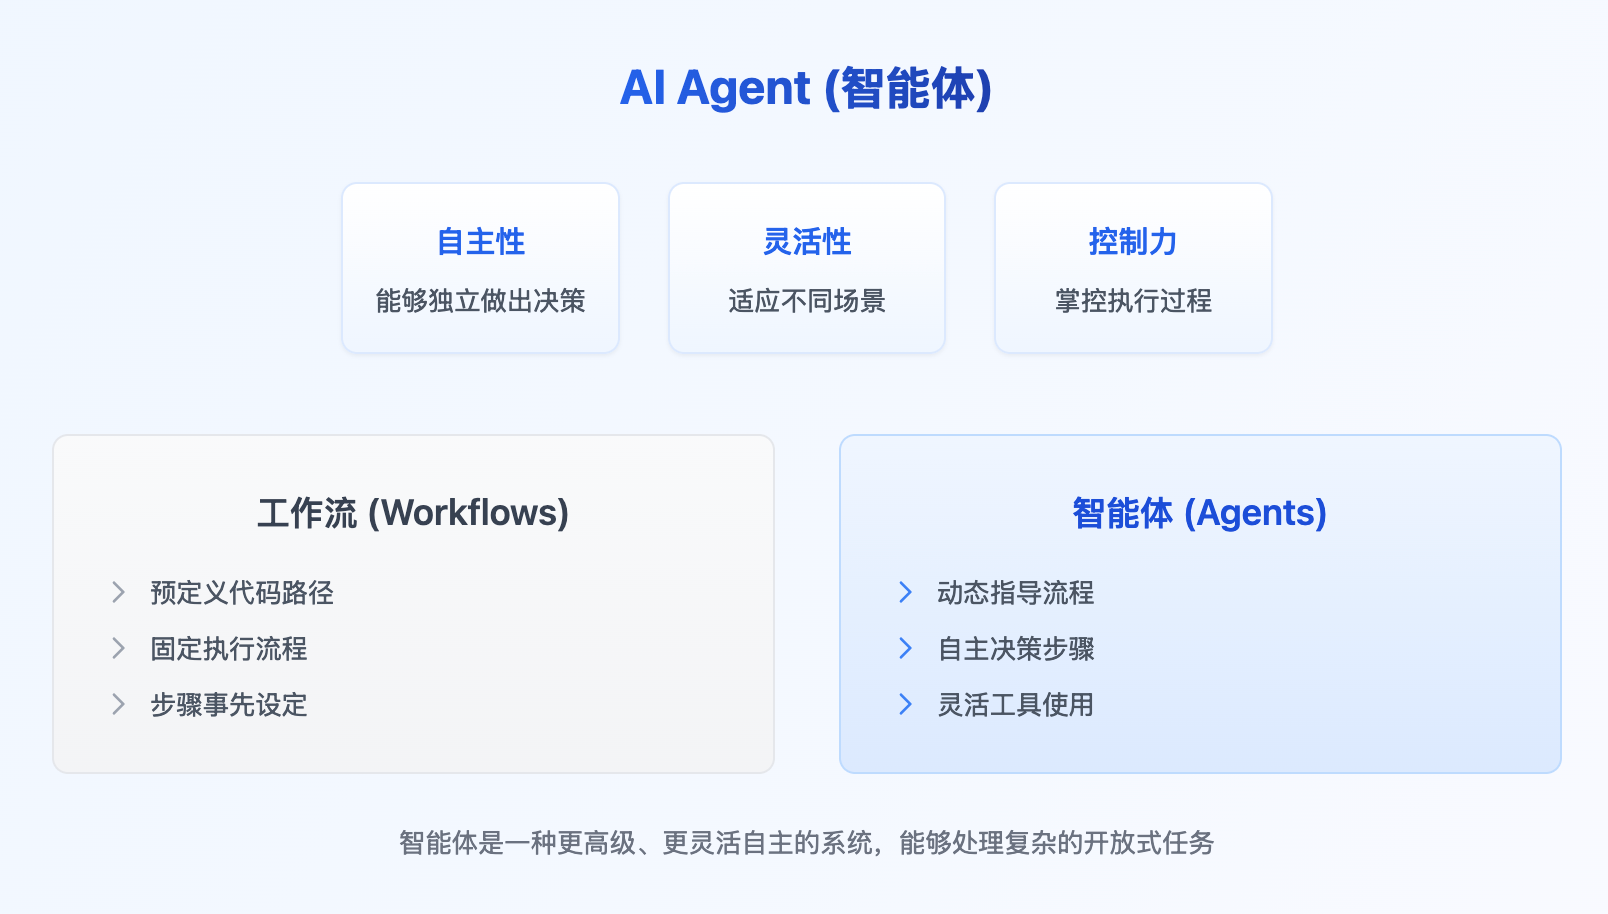 AI Agent (智能体)
自主性
能够独立做出决策
灵活性
适应不同场景
控制力
掌控执行过程
工作流 (Workflows)
预定义代码路径
固定执行流程
步骤事先设定
智能体 (Agents)
动态指导流程
自主决策步骤
灵活工具使用
智能体是一种更高级、更灵活自主的系统，能够处理复杂的开放式任务